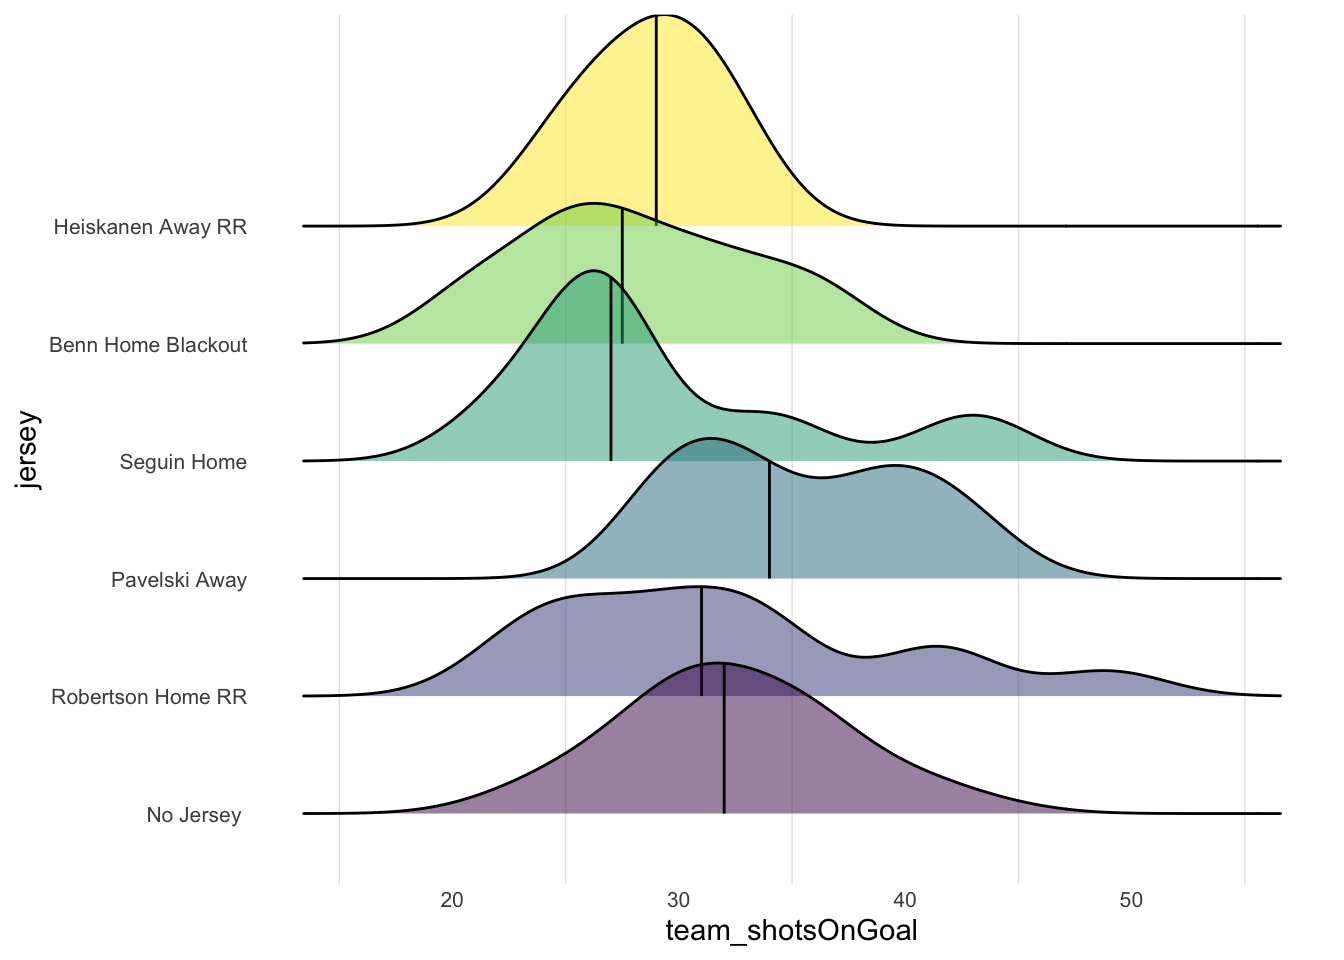 Heiskanen Away RR
Benn Home Blackout
Seguin Home
Pavelski Away
Robertson Home RR
No Jersey
jersey
20 30 40 50
team_shotsOnGoal